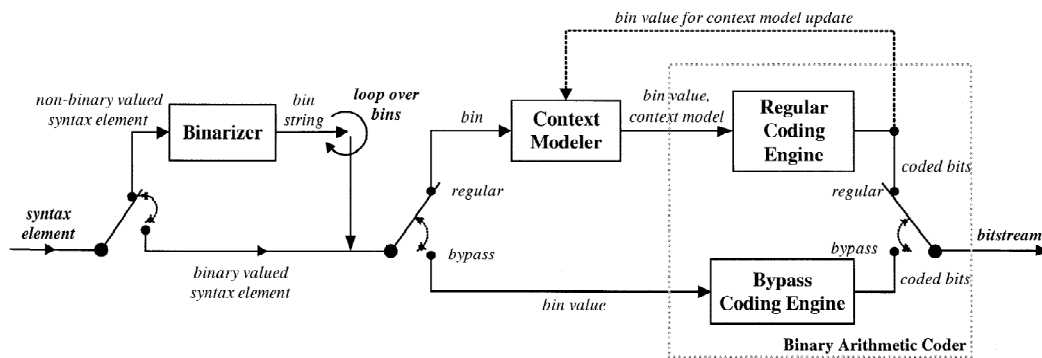 bin value for context model update
non-binary valued
syntax element
bin
string
loop over
bins
Binarizer
bin
Context
Modeler
bin value,
context model
Regular
Coding
Engine
coded bits
regular
regular
syntax
element
bitstream
bypass
bypass
binary valued
syntax element
bin value
Bypass
Coding Engine
coded bits
Binary Arithmetic Coder